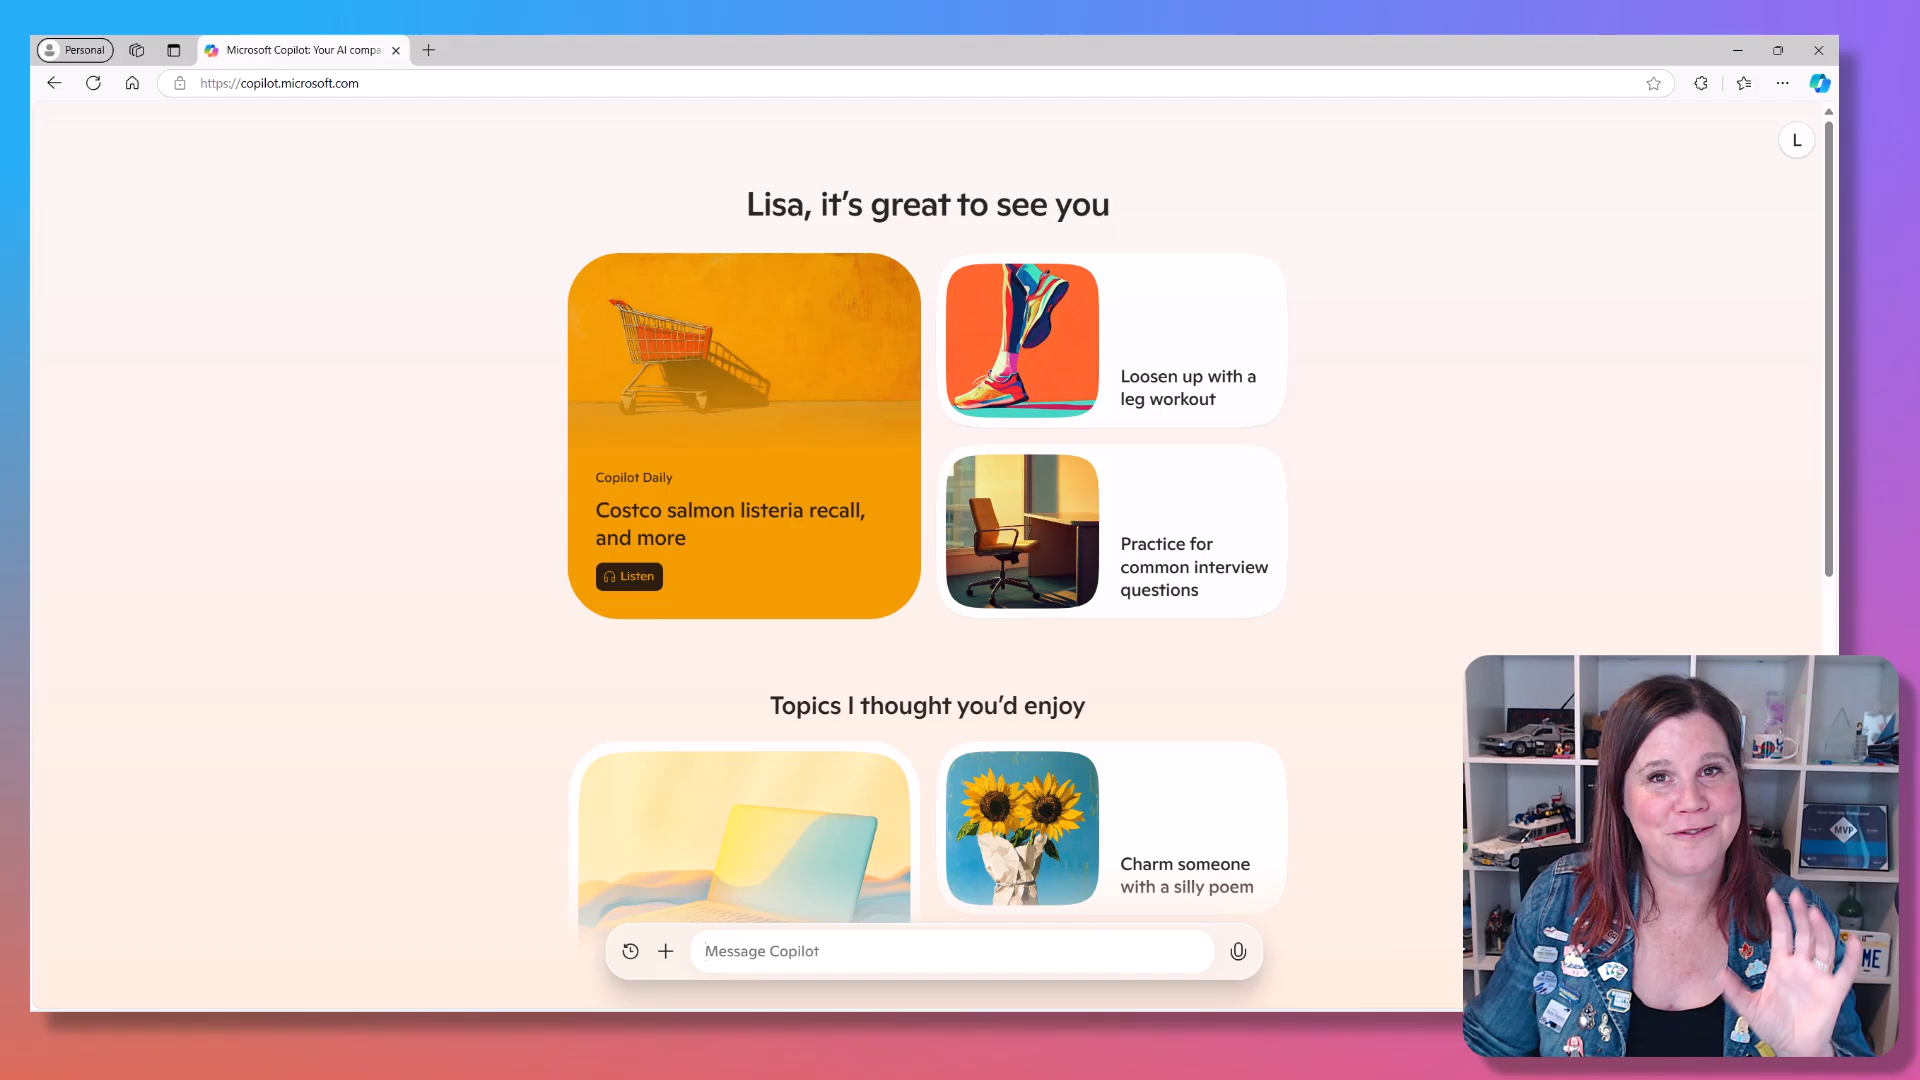 Personal
Microsoft Copilot: Your AI compa
https://copilot.microsoft.com
L
Lisa, it's great to see you
Copilot Daily
Costco salmon listeria recall,
and more
Listen
Loosen up with a
leg workout
Practice for
common interview
questions
Topics I thought you'd enjoy
Charm someone
with a silly poem
Message Copilot
MVP
ME